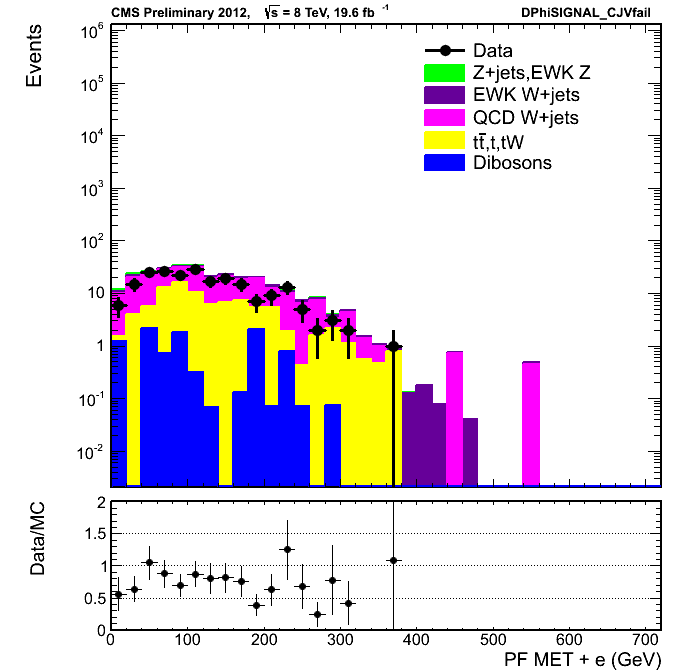 CMS Preliminary 2012, √s = 8 TeV, 19.6 fb⁻¹ DPhiSIGNAL_CJVfail
Events
10⁶
10⁵
10⁴
10³
10²
10
1
10⁻¹
10⁻²
Data
Z+jets,EWK Z
EWK W+jets
QCD W+jets
tt̄,t,tW
Dibosons
Data/MC
2
1.5
1
0.5
0
0 100 200 300 400 500 600 700
PF MET + e (GeV)